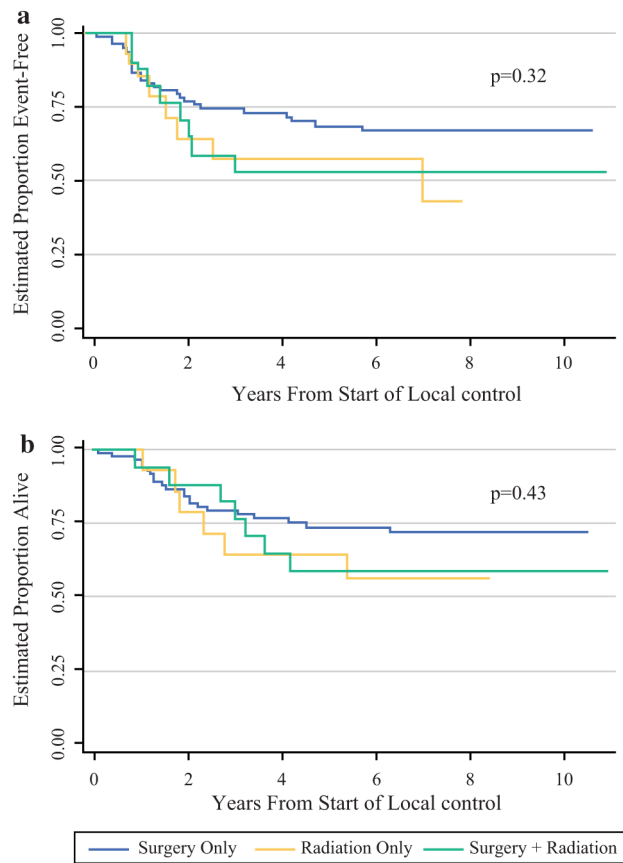 a
1.00
0.75
0.50
0.25
0.00
Estimated Proportion Event-Free
p=0.32
0 2 4 6 8 10
Years From Start of Local control
b
1.00
0.75
0.50
0.25
0.00
Estimated Proportion Alive
p=0.43
0 2 4 6 8 10
Years From Start of Local control
Surgery Only Radiation Only Surgery + Radiation